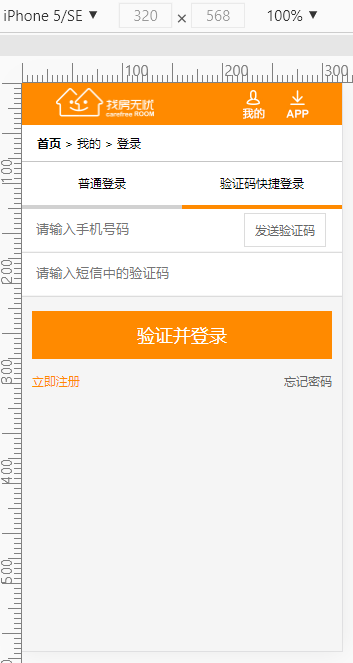 iPhone 5/SE ▼ 320 × 568 100% ▼
100 200 300
找房无忧
carefree ROOM
我的 APP
首页 > 我的 > 登录
普通登录 验证码快捷登录
请输入手机号码 发送验证码
请输入短信中的验证码
验证并登录
立即注册 忘记密码
100
200
300
400
500